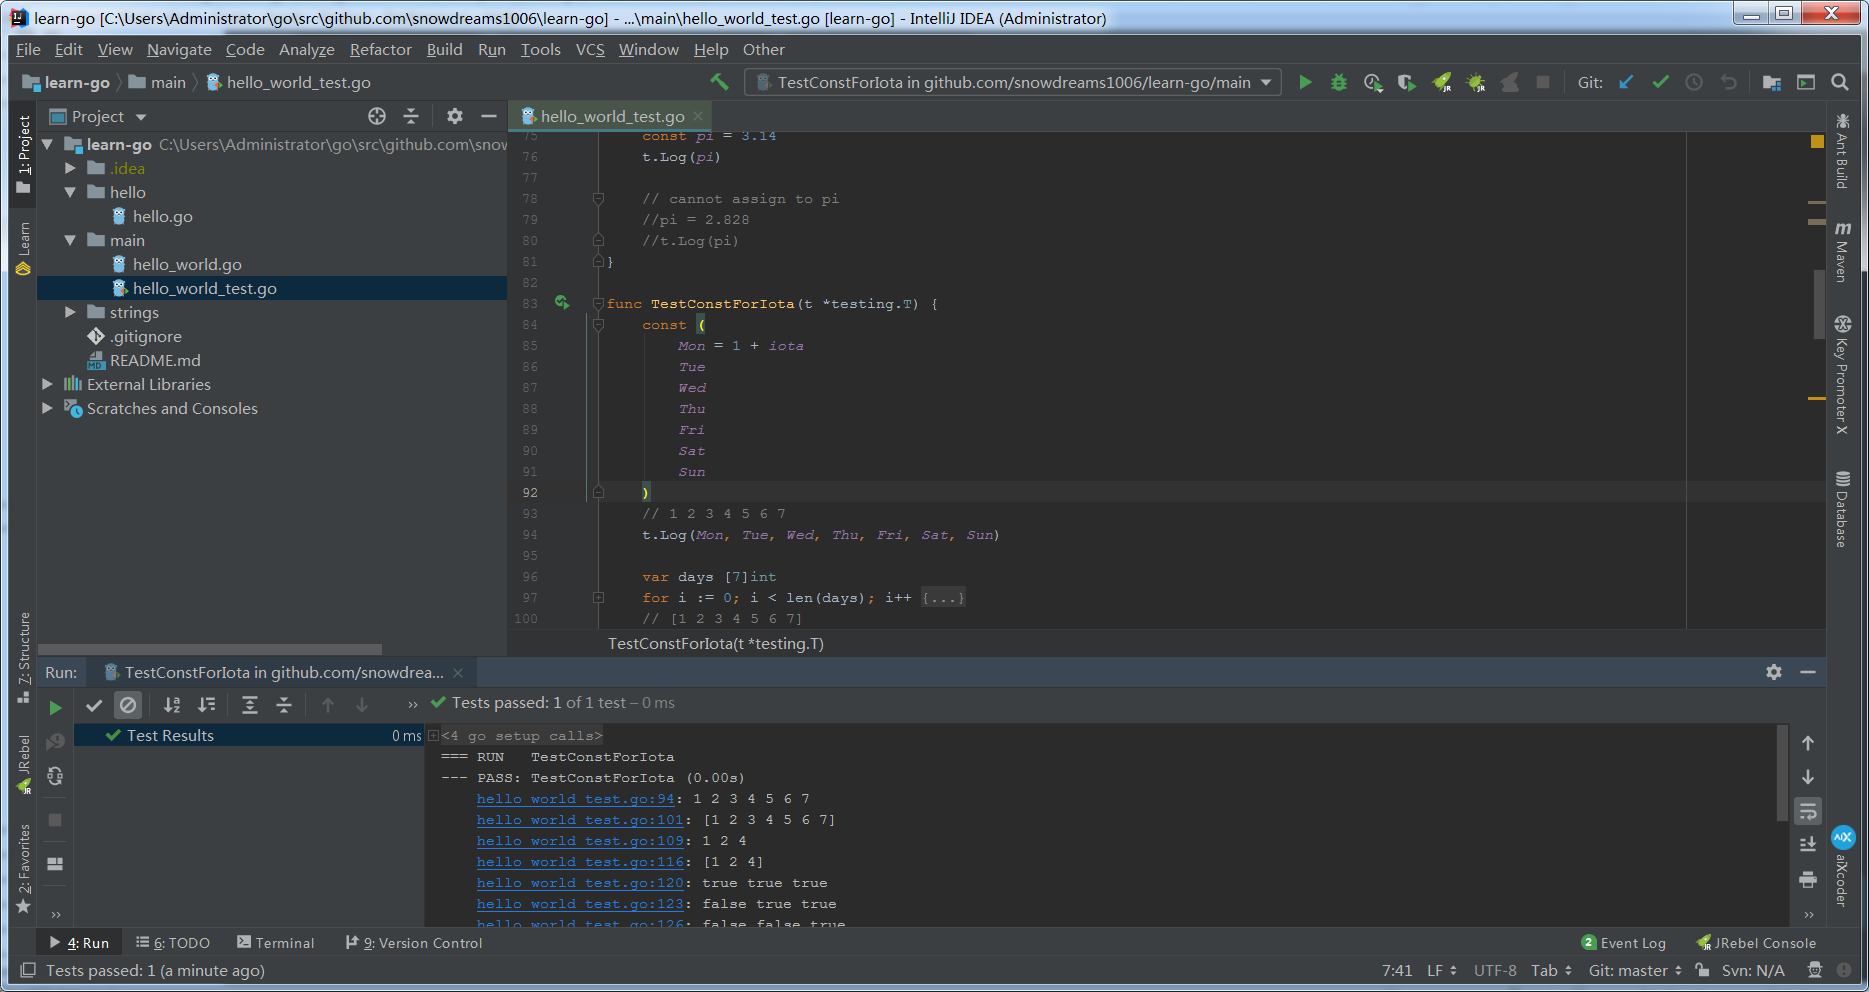 learn-go [C:\Users\Administrator\go\src\github.com\snowdreams1006\learn-go] - ...\main\hello_world_test.go [learn-go] - IntelliJ IDEA (Administrator)
File Edit View Navigate Code Analyze Refactor Build Run Tools VCS Window Help Other
learn-go main hello_world_test.go TestConstForIota in github.com/snowdreams1006/learn-go/main Git:
1: Project
Learn
Z: Structure
JRebel
2: Favorites
Project
learn-go C:\Users\Administrator\go\src\github.com\snow
.idea
hello
hello.go
main
hello_world.go
hello_world_test.go
strings
.gitignore
README.md
External Libraries
Scratches and Consoles
hello_world_test.go
75 const pi = 3.14
76 t.Log(pi)
77
78 // cannot assign to pi
79 //pi = 2.828
80 //t.Log(pi)
81 }
82
83 func TestConstForIota(t *testing.T) {
84 const (
85 Mon = 1 + iota
86 Tue
87 Wed
88 Thu
89 Fri
90 Sat
91 Sun
92 )
93 // 1 2 3 4 5 6 7
94 t.Log(Mon, Tue, Wed, Thu, Fri, Sat, Sun)
95
96 var days [7]int
97 for i := 0; i < len(days); i++ {...}
100 // [1 2 3 4 5 6 7]
TestConstForIota(t *testing.T)
Ant Build
Maven
Key Promoter X
Database
aiXcoder
Run: TestConstForIota in github.com/snowdrea...
Tests passed: 1 of 1 test – 0 ms
Test Results 0 ms
<4 go setup calls>
=== RUN TestConstForIota
--- PASS: TestConstForIota (0.00s)
hello_world_test.go:94: 1 2 3 4 5 6 7
hello_world_test.go:101: [1 2 3 4 5 6 7]
hello_world_test.go:109: 1 2 4
hello_world_test.go:116: [1 2 4]
hello_world_test.go:120: true true true
hello_world_test.go:123: false true true
hello_world_test.go:126: false false true
4: Run 6: TODO Terminal 9: Version Control 2 Event Log JRebel Console
Tests passed: 1 (a minute ago) 7:41 LF UTF-8 Tab Git: master Svn: N/A